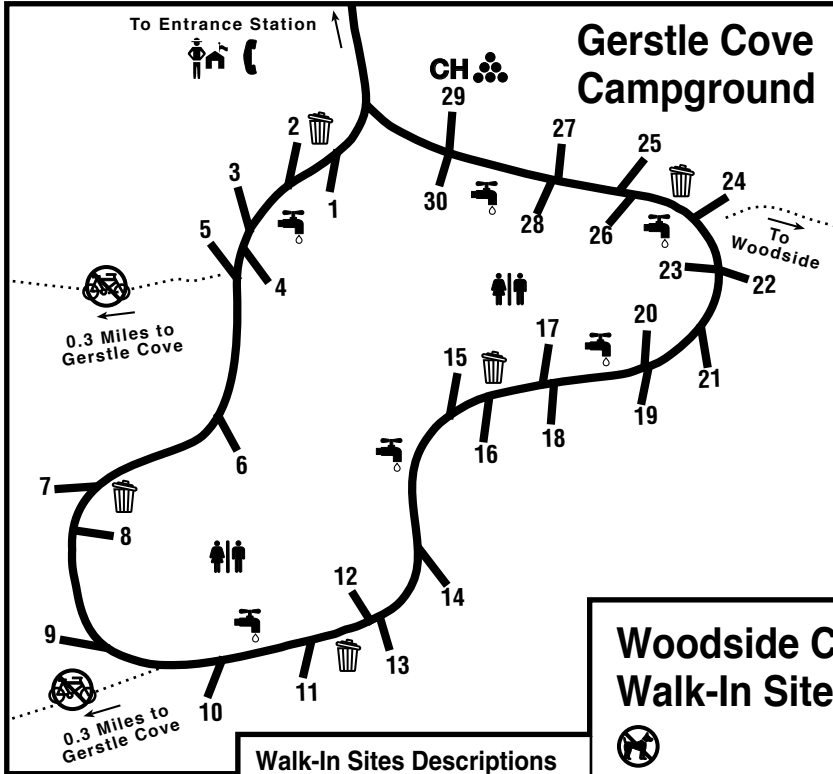 To Entrance Station
Gerstle Cove
Campground
CH
29
2
27
25
3
24
1
30
28
26
5
To
Woodside
4
23
22
0.3 Miles to
Gerstle Cove
20
17
15
21
19
18
16
6
7
8
12
14
9
13
11
10
0.3 Miles to
Gerstle Cove
Woodside C
Walk-In Site
Walk-In Sites Descriptions